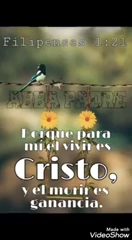 Filipenses 1:21
Porque para
mí el vivir es
Cristo,
y el morir es
ganancia.
Made with
VideoShow